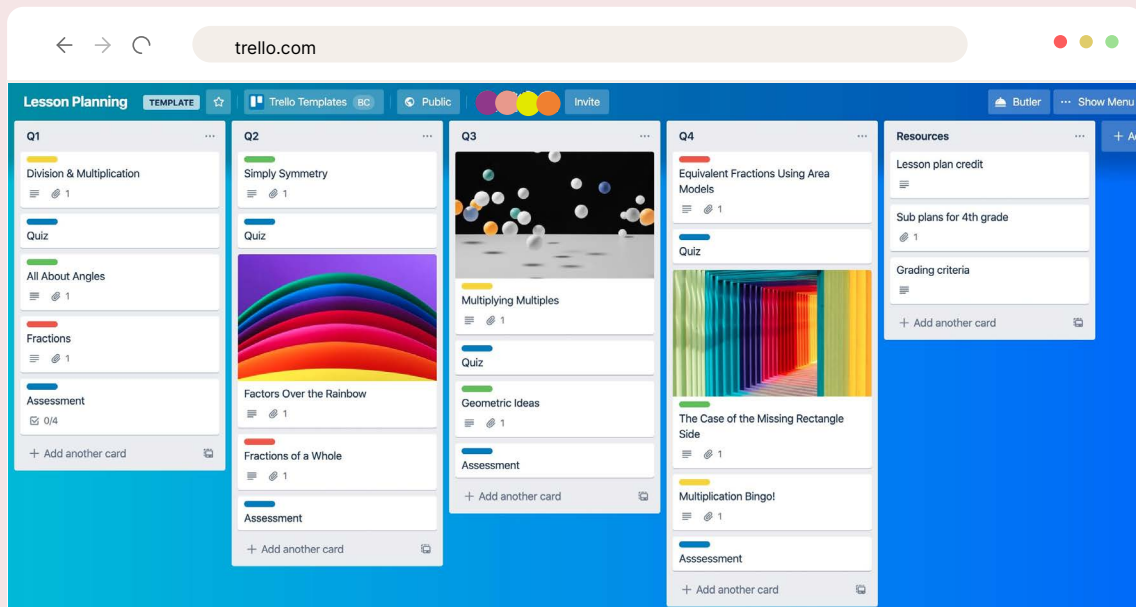 trello.com
Lesson Planning TEMPLATE Trello Templates BC Public Invite Butler ... Show Menu
Q1 ...
Division & Multiplication
1
Quiz
All About Angles
1
Fractions
1
Assessment
0/4
+ Add another card
Q2 ...
Simply Symmetry
1
Quiz
Factors Over the Rainbow
1
Fractions of a Whole
1
Assessment
+ Add another card
Q3 ...
Multiplying Multiples
1
Quiz
Geometric Ideas
1
Assessment
+ Add another card
Q4 ...
Equivalent Fractions Using Area
Models
1
Quiz
The Case of the Missing Rectangle
Side
1
Multiplication Bingo!
1
Asssessment
+ Add another card
Resources ...
Lesson plan credit
Sub plans for 4th grade
1
Grading criteria
+ Add another card